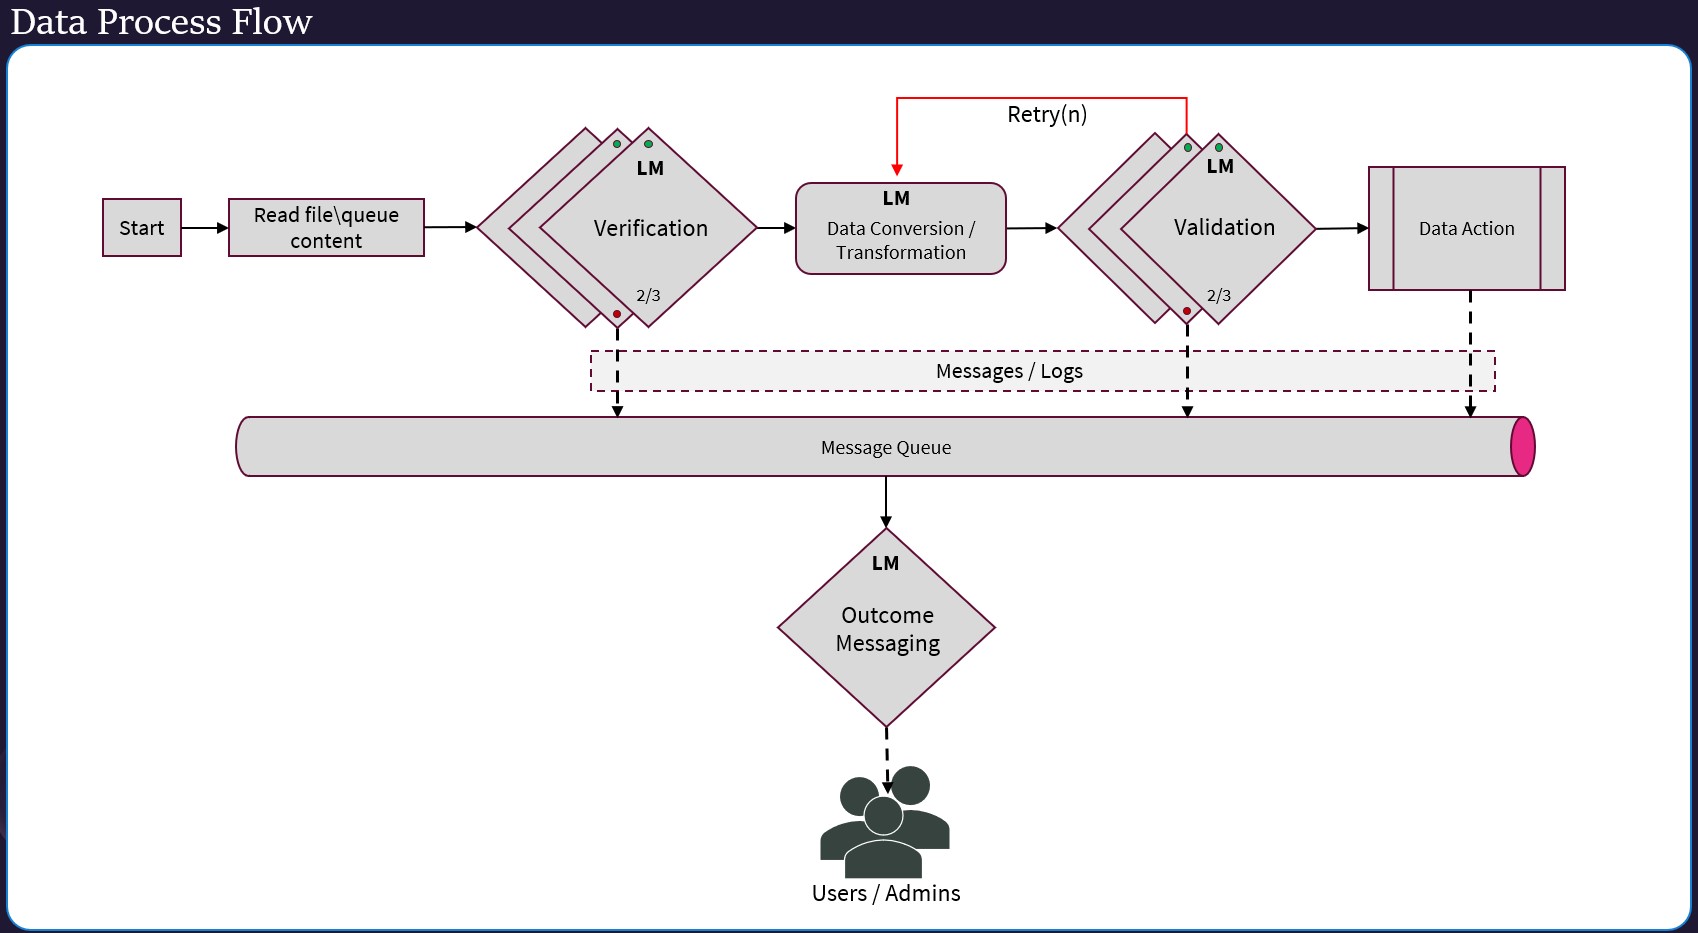 Data Process Flow
Retry(n)
Start
Read file\queue
content
LM
Verification
2/3
LM
Data Conversion /
Transformation
LM
Validation
2/3
Data Action
Messages / Logs
Message Queue
LM
Outcome
Messaging
Users / Admins